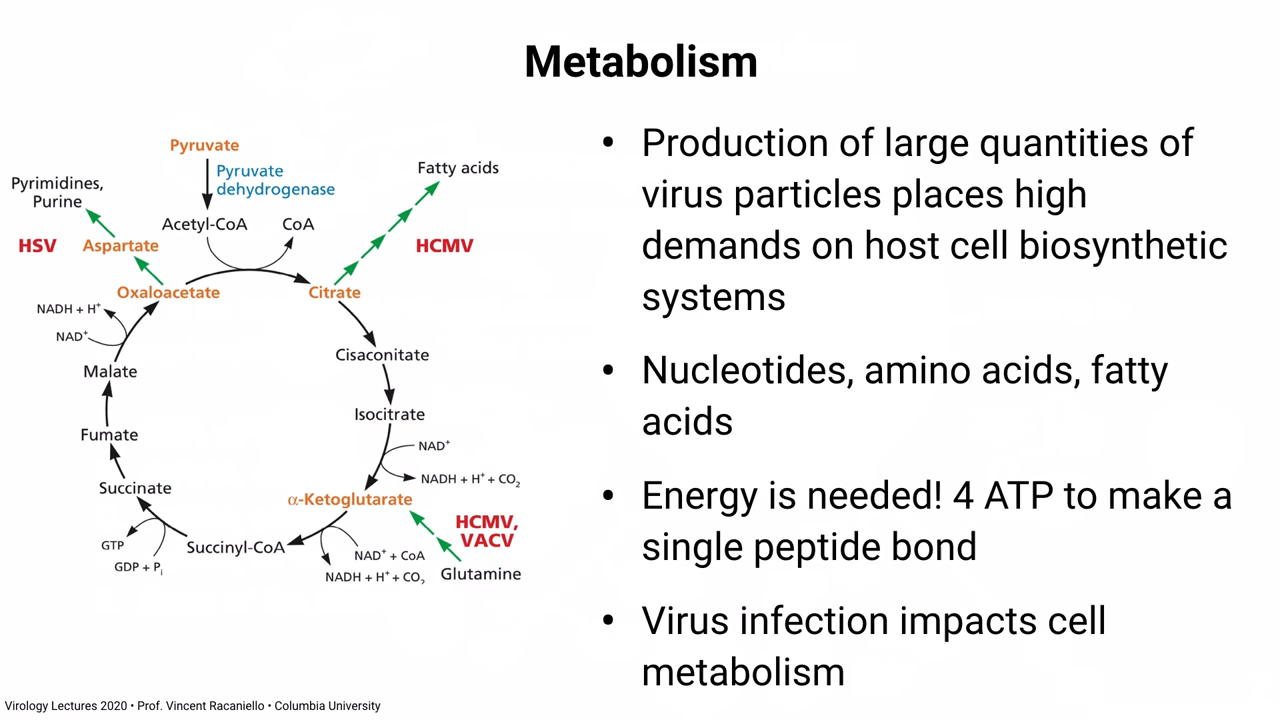 Metabolism
Pyruvate
Pyruvate
dehydrogenase
Fatty acids
Pyrimidines,
Purine
Acetyl-CoA
CoA
HSV
Aspartate
HCMV
Oxaloacetate
Citrate
NADH + H⁺
NAD⁺
Cisaconitate
Malate
Isocitrate
Fumate
NAD⁺
NADH + H⁺ + CO₂
Succinate
α-Ketoglutarate
HCMV,
VACV
GTP
GDP + Pᵢ
Succinyl-CoA
NAD⁺ + CoA
NADH + H⁺ + CO₂
Glutamine
• Production of large quantities of
virus particles places high
demands on host cell biosynthetic
systems
• Nucleotides, amino acids, fatty
acids
• Energy is needed! 4 ATP to make a
single peptide bond
• Virus infection impacts cell
metabolism
Virology Lectures 2020 • Prof. Vincent Racaniello • Columbia University